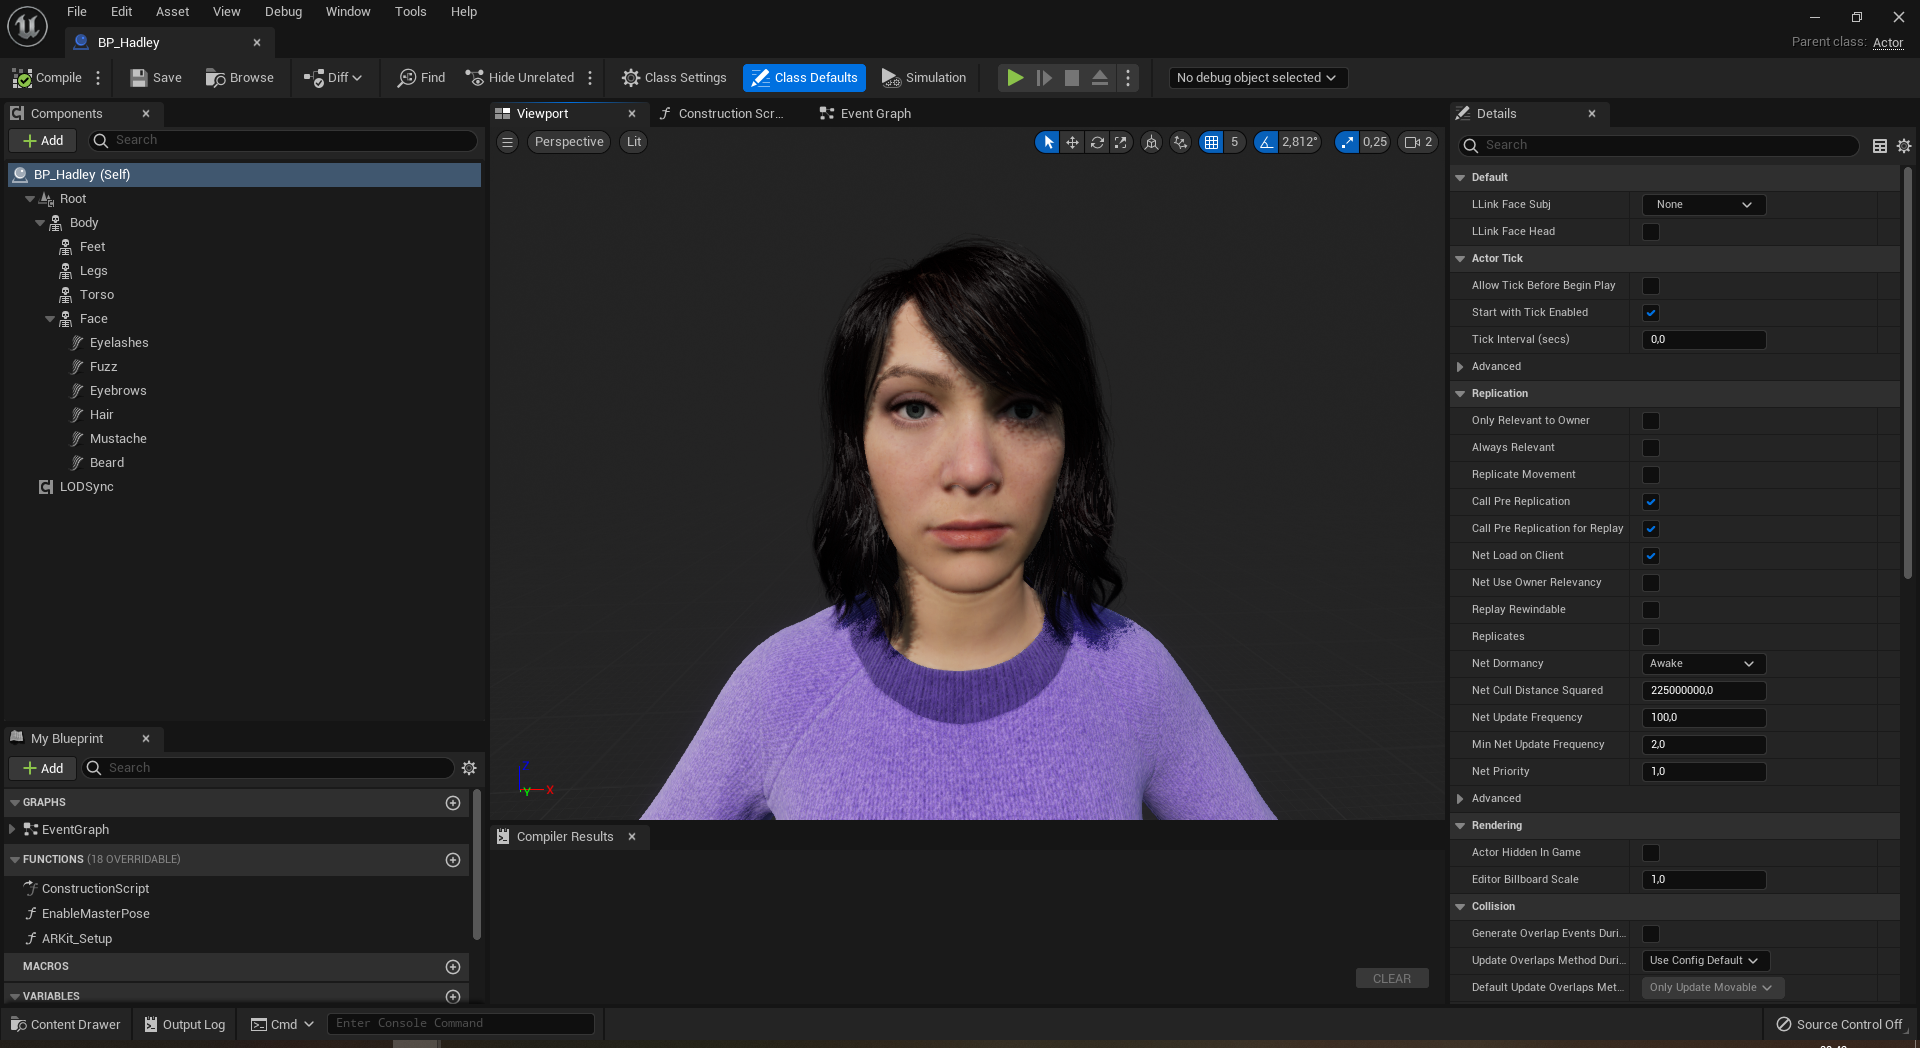 File Edit Asset View Debug Window Tools Help
BP_Hadley
Parent class: Actor
Compile Save Browse Diff Find Hide Unrelated Class Settings Class Defaults Simulation No debug object selected
Components
Add Search
BP_Hadley (Self)
Root
Body
Feet
Legs
Torso
Face
Eyelashes
Fuzz
Eyebrows
Hair
Mustache
Beard
LODSync
My Blueprint
Add Search
GRAPHS
EventGraph
FUNCTIONS (18 OVERRIDABLE)
ConstructionScript
EnableMasterPose
ARKit_Setup
MACROS
VARIABLES
Viewport Construction Scr... Event Graph
Perspective Lit 5 2,812° 0,25 2
Z
Y X
Compiler Results
CLEAR
Details
Search
Default
LLink Face Subj None
LLink Face Head
Actor Tick
Allow Tick Before Begin Play
Start with Tick Enabled
Tick Interval (secs) 0,0
Advanced
Replication
Only Relevant to Owner
Always Relevant
Replicate Movement
Call Pre Replication
Call Pre Replication for Replay
Net Load on Client
Net Use Owner Relevancy
Replay Rewindable
Replicates
Net Dormancy Awake
Net Cull Distance Squared 225000000,0
Net Update Frequency 100,0
Min Net Update Frequency 2,0
Net Priority 1,0
Advanced
Rendering
Actor Hidden In Game
Editor Billboard Scale 1,0
Collision
Generate Overlap Events Duri...
Update Overlaps Method Duri... Use Config Default
Default Update Overlaps Met... Only Update Movable
Content Drawer Output Log Cmd Enter Console Command Source Control Off